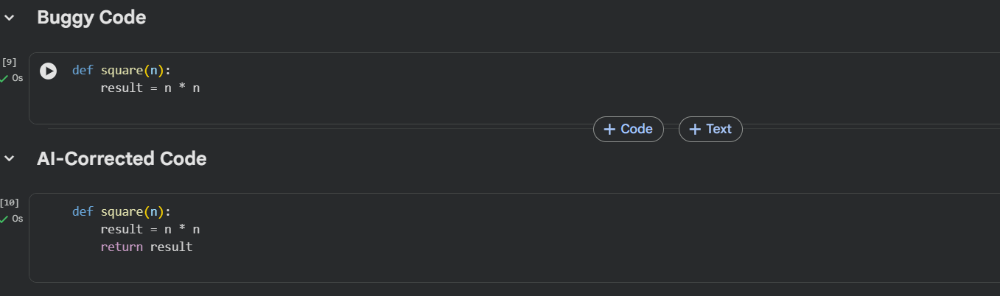 Buggy Code
[9]
0s
def square(n):
    result = n * n
+ Code
+ Text
AI-Corrected Code
[10]
0s
def square(n):
    result = n * n
    return result